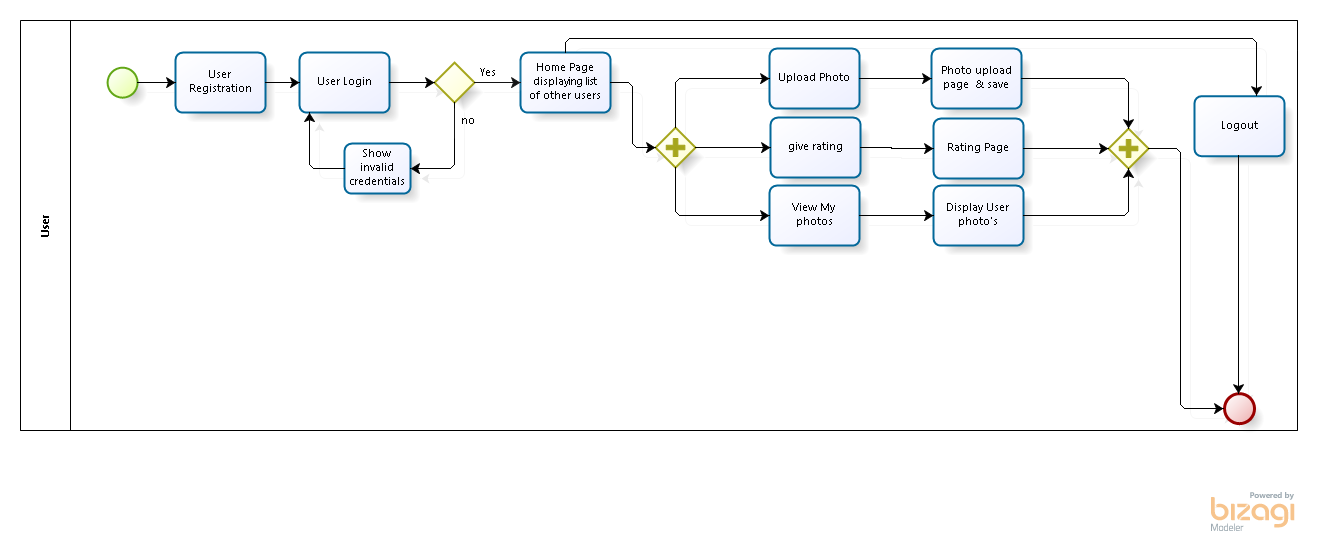 User
User
Registration
User Login
Yes
no
Show
invalid
credentials
Home Page
displaying list
of other users
Upload Photo
Photo upload
page & save
give rating
Rating Page
View My
photos
Display User
photo's
Logout
Powered by
bizagi
Modeler